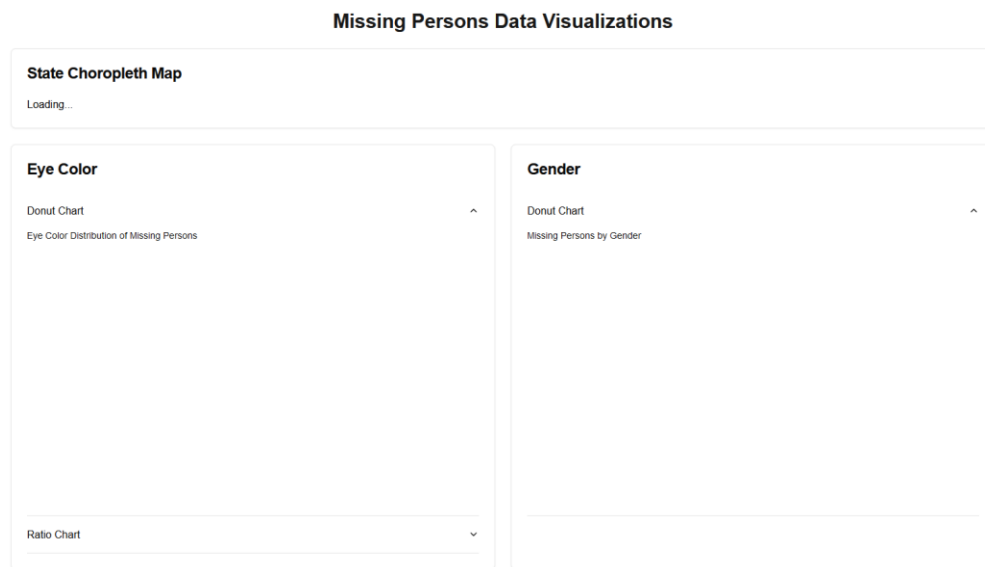 Missing Persons Data Visualizations
State Choropleth Map
Loading...
Eye Color
Donut Chart
Eye Color Distribution of Missing Persons
Ratio Chart
Gender
Donut Chart
Missing Persons by Gender